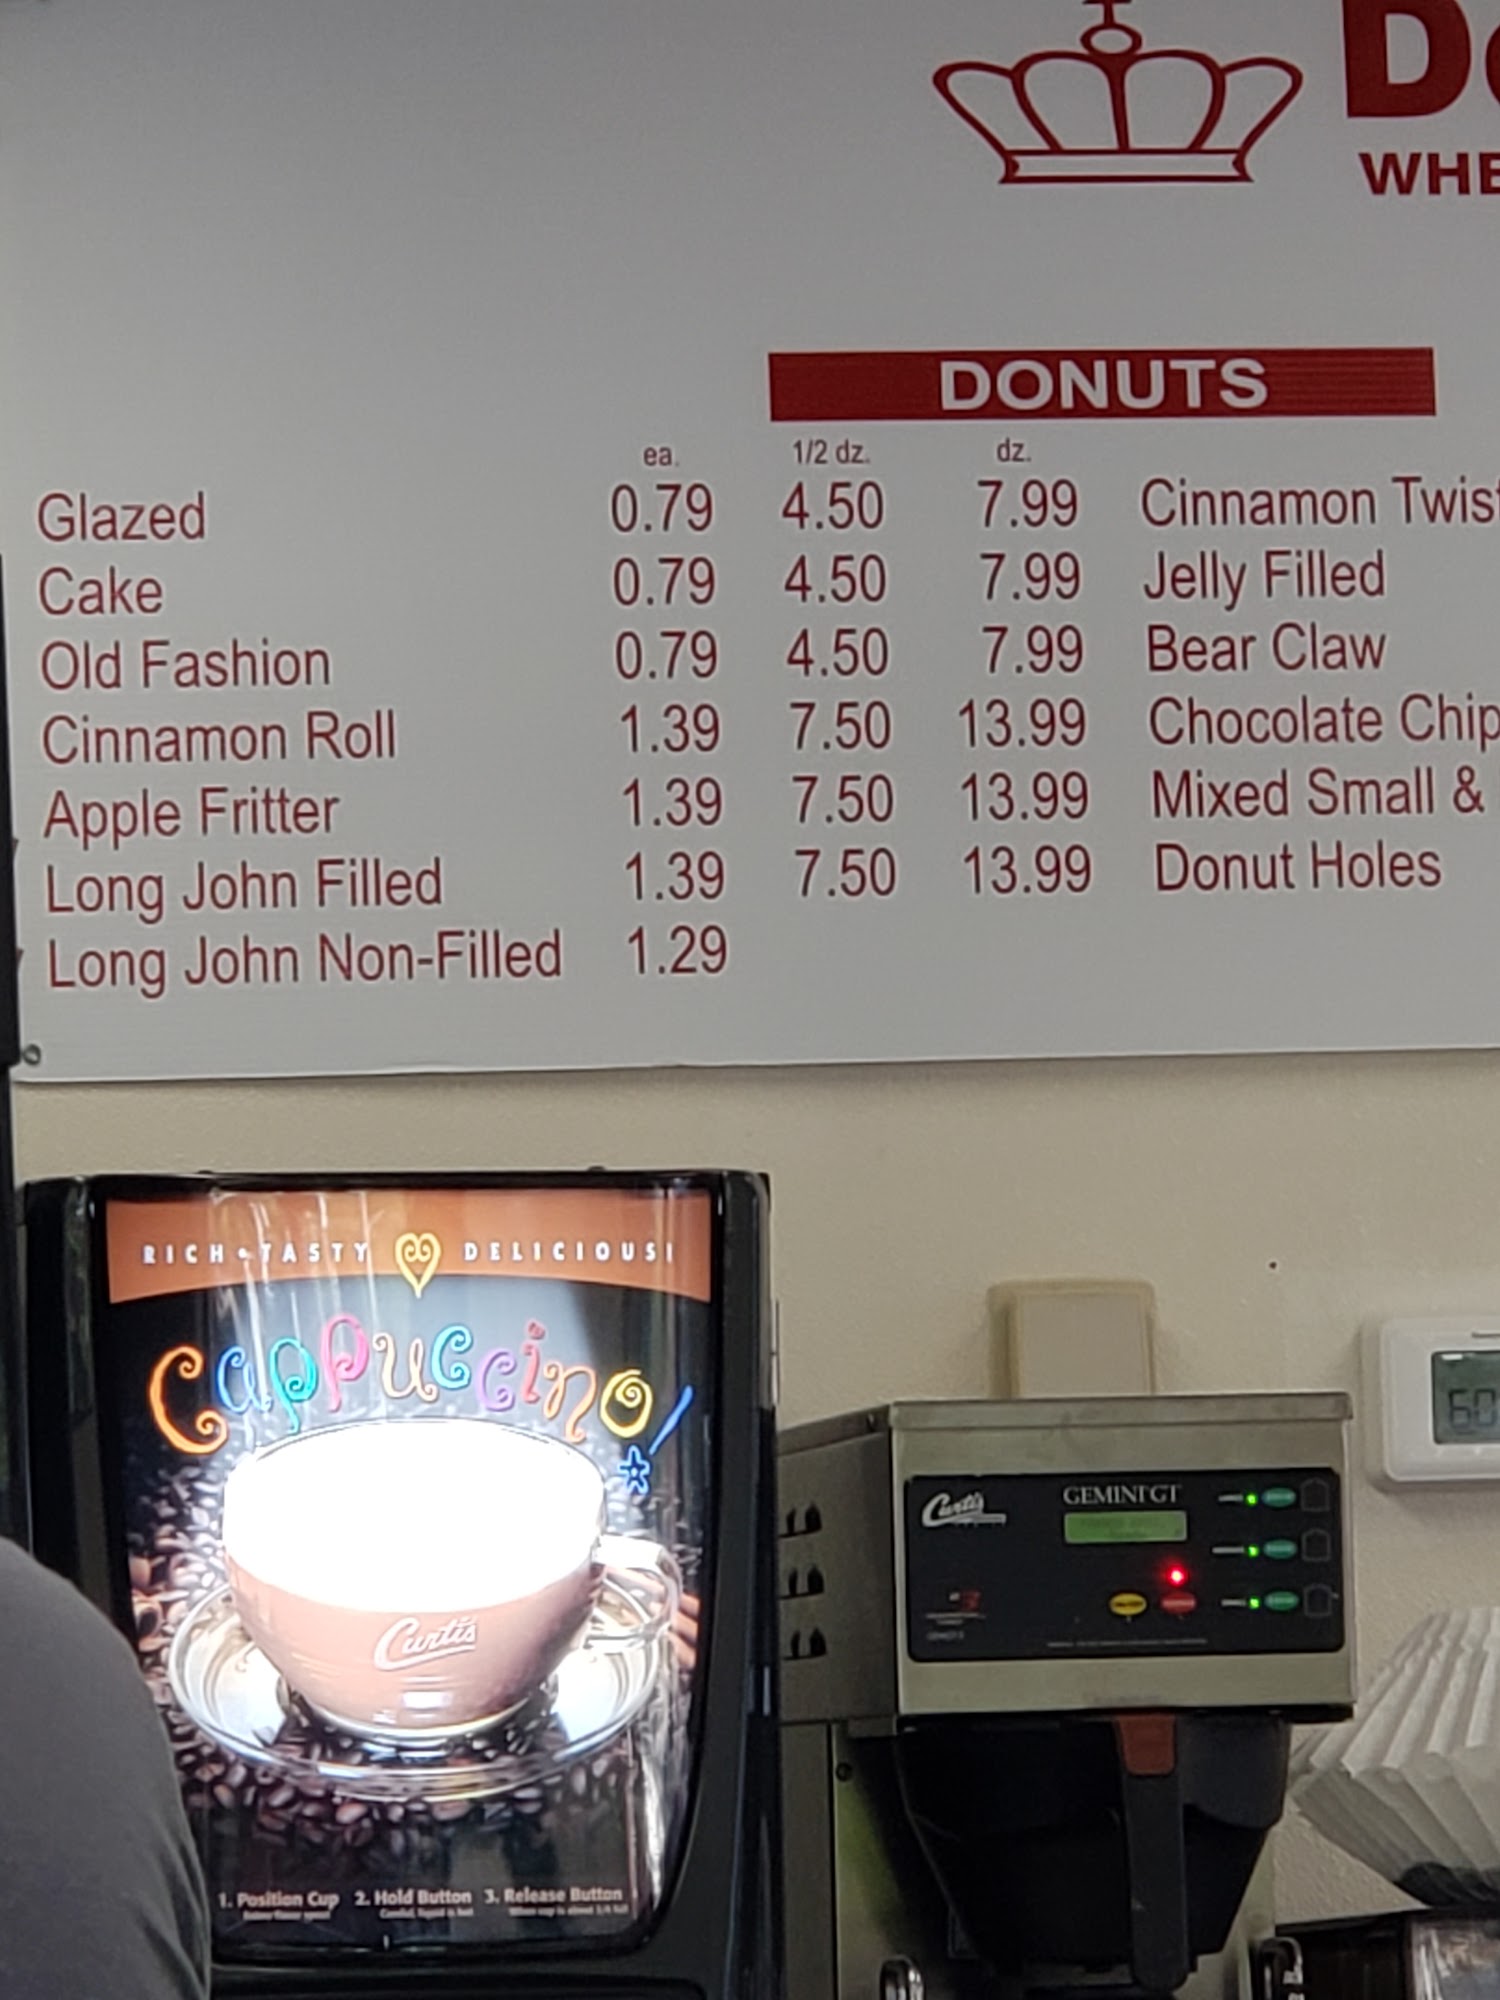 D
WHE
DONUTS
ea. 1/2 dz. dz.
Glazed 0.79 4.50 7.99 Cinnamon Twist
Cake 0.79 4.50 7.99 Jelly Filled
Old Fashion 0.79 4.50 7.99 Bear Claw
Cinnamon Roll 1.39 7.50 13.99 Chocolate Chip
Apple Fritter 1.39 7.50 13.99 Mixed Small &
Long John Filled 1.39 7.50 13.99 Donut Holes
Long John Non-Filled 1.29
RICH • TASTY DELICIOUS!
Cappuccino!
Curtis
1. Position Cup 2. Hold Button 3. Release Button
Curtis
GEMINI GT
60